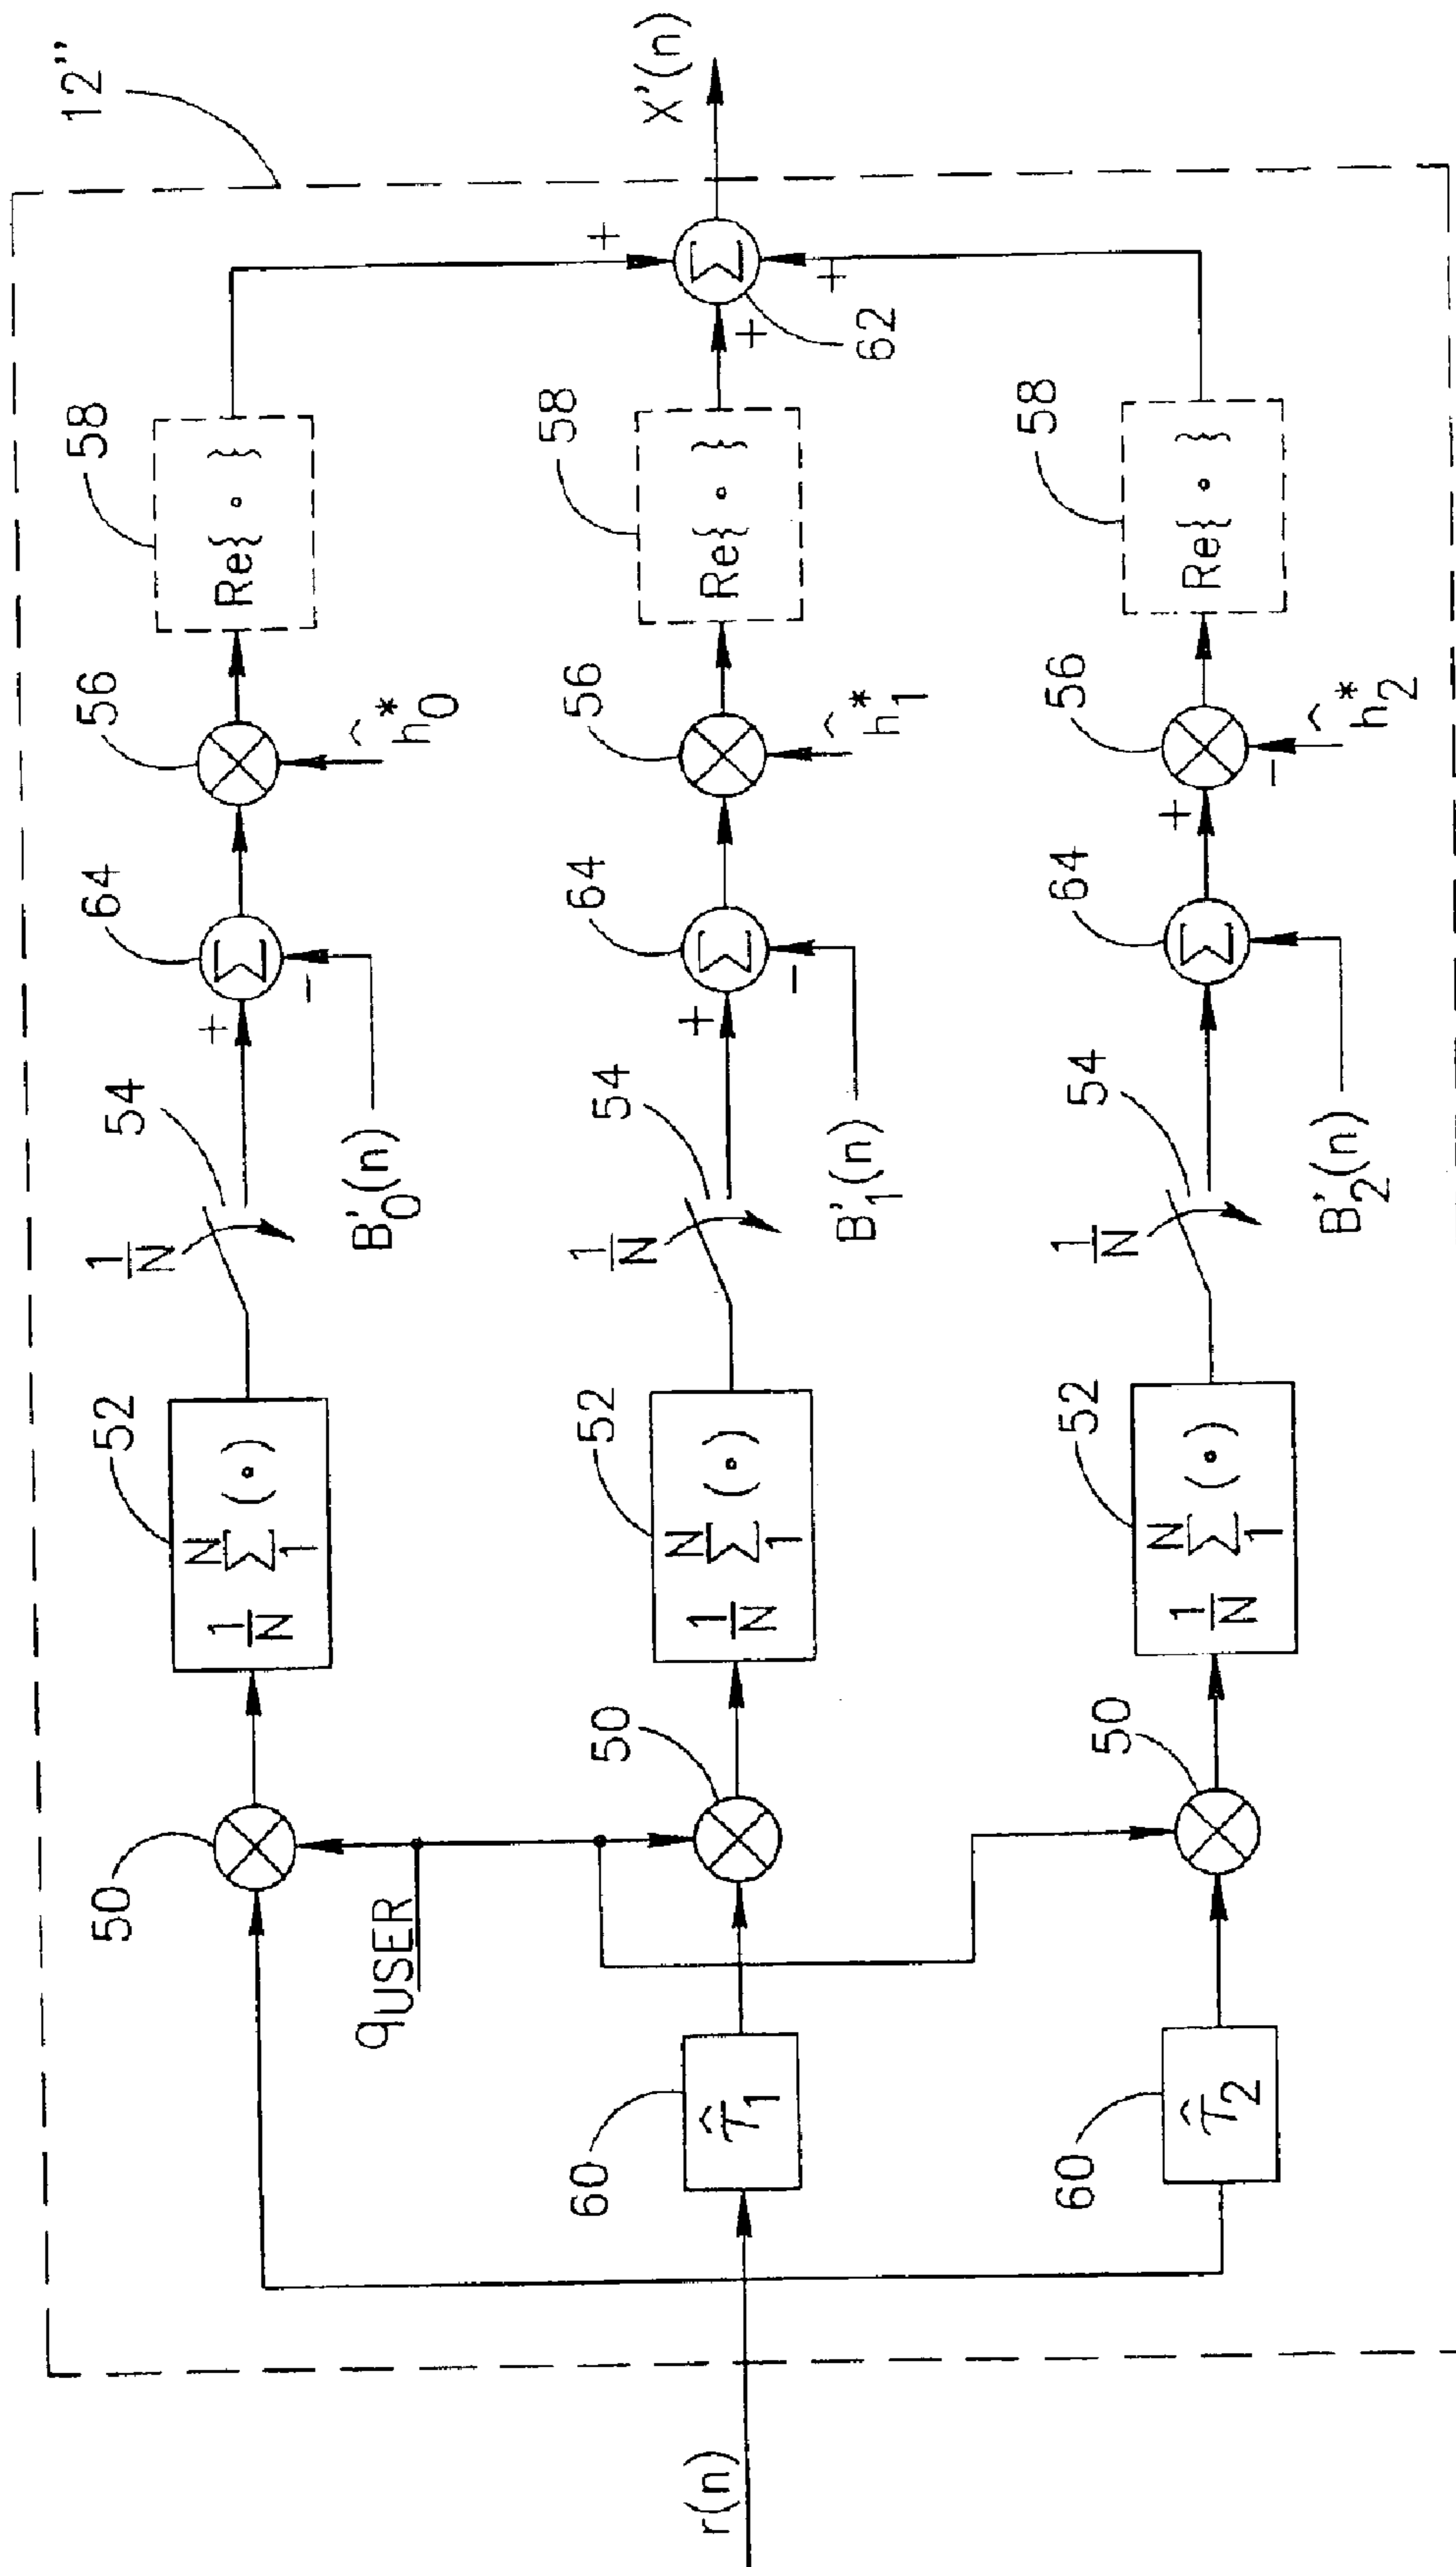 12''
r(n)
X'(n)
50
52
1/N N Σ 1 (∘)
1/N
54
+
-
B'0(n)
64
Σ
56
ĥ*0
58
Re{ ∘ }
+
qUSER
60
τ̂1
50
52
1/N N Σ 1 (∘)
1/N
54
+
-
B'1(n)
64
Σ
56
ĥ*1
58
Re{ ∘ }
+
Σ
62
60
τ̂2
50
52
1/N N Σ 1 (∘)
1/N
54
B'2(n)
64
Σ
+
-
56
ĥ*2
58
Re{ ∘ }
+